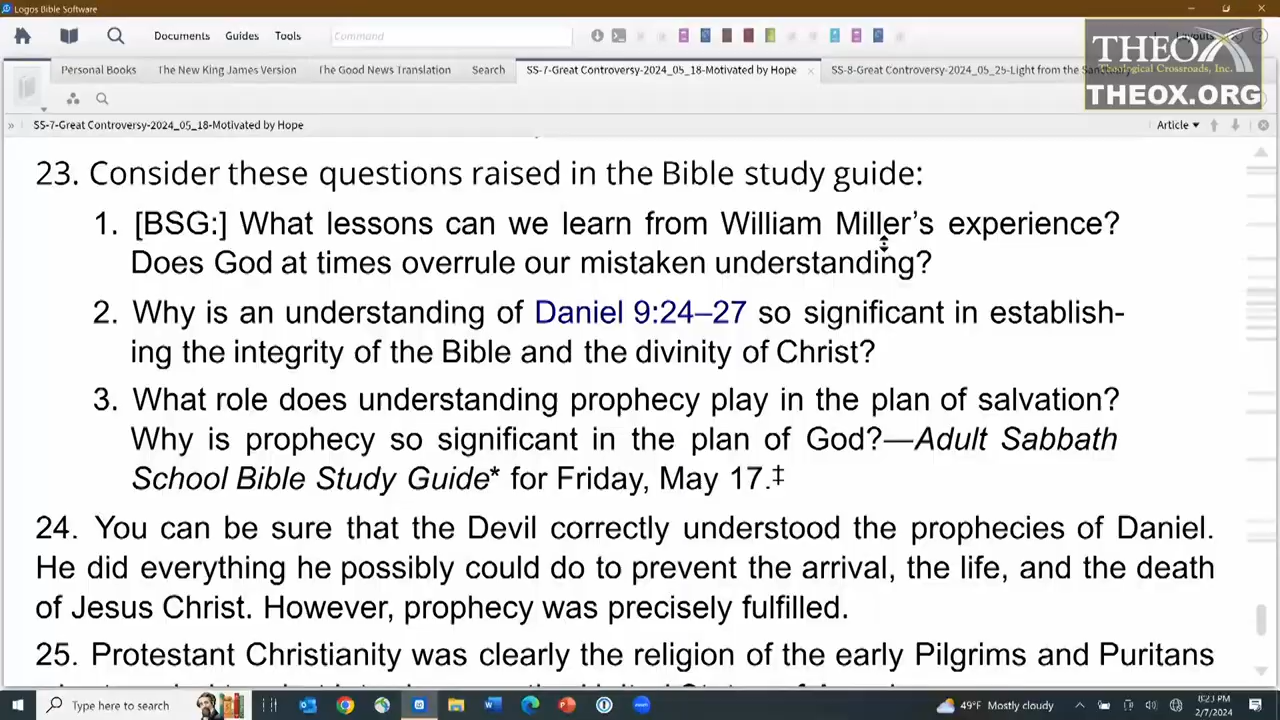 Logos Bible Software
Documents Guides Tools Command Layouts
THEOX
Theological Crossroads, Inc.
THEOX.ORG
Personal Books The New King James Version The Good News Translation Search SS-7-Great Controversy-2024_05_18-Motivated by Hope × SS-8-Great Controversy-2024_05_25-Light from the
» SS-7-Great Controversy-2024_05_18-Motivated by Hope Article
23. Consider these questions raised in the Bible study guide:
1. [BSG:] What lessons can we learn from William Miller’s experience?
Does God at times overrule our mistaken understanding?
2. Why is an understanding of Daniel 9:24–27 so significant in establish-
ing the integrity of the Bible and the divinity of Christ?
3. What role does understanding prophecy play in the plan of salvation?
Why is prophecy so significant in the plan of God?—Adult Sabbath
School Bible Study Guide* for Friday, May 17.‡
24. You can be sure that the Devil correctly understood the prophecies of Daniel.
He did everything he possibly could do to prevent the arrival, the life, and the death
of Jesus Christ. However, prophecy was precisely fulfilled.
25. Protestant Christianity was clearly the religion of the early Pilgrims and Puritans
Type here to search 49°F Mostly cloudy 8:23 PM
2/7/2024